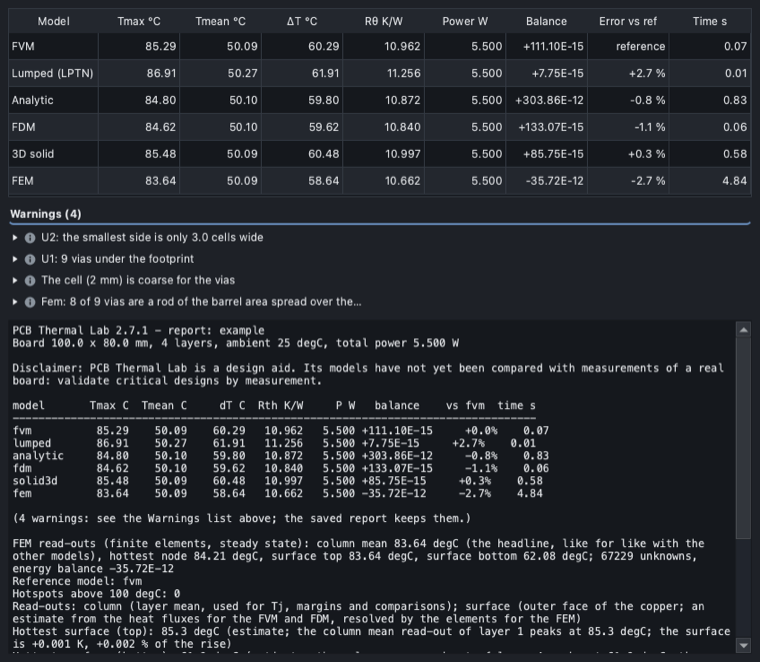 Model Tmax °C Tmean °C ΔT °C Rθ K/W Power W Balance Error vs ref Time s
FVM 85.29 50.09 60.29 10.962 5.500 +111.10E-15 reference 0.07
Lumped (LPTN) 86.91 50.27 61.91 11.256 5.500 +7.75E-15 +2.7 % 0.01
Analytic 84.80 50.10 59.80 10.872 5.500 +303.86E-12 -0.8 % 0.83
FDM 84.62 50.10 59.62 10.840 5.500 +133.07E-15 -1.1 % 0.06
3D solid 85.48 50.09 60.48 10.997 5.500 +85.75E-15 +0.3 % 0.58
FEM 83.64 50.09 58.64 10.662 5.500 -35.72E-12 -2.7 % 4.84
Warnings (4)
U2: the smallest side is only 3.0 cells wide
U1: 9 vias under the footprint
The cell (2 mm) is coarse for the vias
Fem: 8 of 9 vias are a rod of the barrel area spread over the...
PCB Thermal Lab 2.7.1 — report: example
Board 100.0 x 80.0 mm, 4 layers, ambient 25 degC, total power 5.500 W
Disclaimer: PCB Thermal Lab is a design aid. Its models have not yet been compared with measurements of a real
board: validate critical designs by measurement.
model Tmax C Tmean C dT C Rth K/W P W balance vs fvm time s
fvm 85.29 50.09 60.29 10.962 5.500 +111.10E-15 +0.0% 0.07
lumped 86.91 50.27 61.91 11.256 5.500 +7.75E-15 +2.7% 0.01
analytic 84.80 50.10 59.80 10.872 5.500 +303.86E-12 -0.8% 0.83
fdm 84.62 50.10 59.62 10.840 5.500 +133.07E-15 -1.1% 0.06
solid3d 85.48 50.09 60.48 10.997 5.500 +85.75E-15 +0.3% 0.58
fem 83.64 50.09 58.64 10.662 5.500 -35.72E-12 -2.7% 4.84
(4 warnings: see the Warnings list above; the saved report keeps them.)
FEM read-outs (finite elements, steady state): column mean 83.64 degC (the headline, like for like with the
other models), hottest node 84.21 degC, surface top 83.64 degC, surface bottom 62.08 degC; 67229 unknowns,
energy balance -35.72E-12
Reference model: fvm
Hotspots above 100 degC: 0
Read-outs: column (layer mean, used for Tj, margins and comparisons); surface (outer face of the copper; an
estimate from the heat fluxes for the FVM and FDM, resolved by the elements for the FEM)
Hottest surface (top): 85.3 degC (estimate; the column mean read-out of layer 1 peaks at 85.3 degC; the surface
is +0.001 K, +0.002 % of the rise)